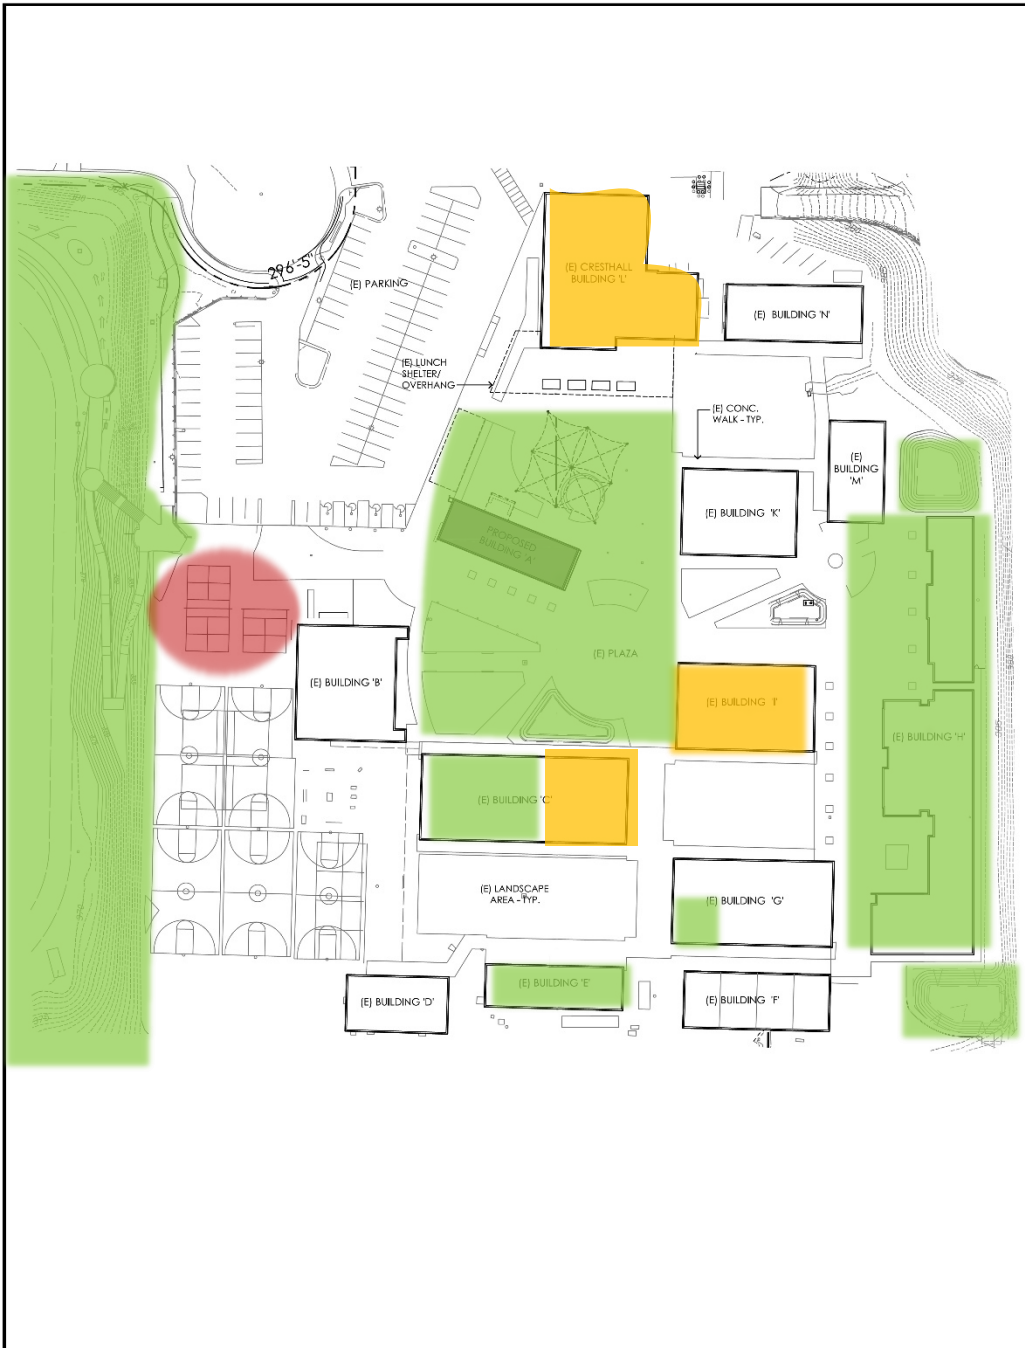 296'-5"
(E) PARKING
(E) CRESTHALL
BUILDING 'L'
(E) BUILDING 'N'
(E) LUNCH
SHELTER/
OVERHANG
(E) CONC.
WALK - TYP.
(E)
BUILDING
'M'
(E) BUILDING 'K'
PROPOSED
BUILDING 'A'
(E) PLAZA
(E) BUILDING 'B'
(E) BUILDING 'I'
(E) BUILDING 'H'
(E) BUILDING 'C'
(E) LANDSCAPE
AREA - TYP.
(E) BUILDING 'G'
(E) BUILDING 'E'
(E) BUILDING 'D'
(E) BUILDING 'F'